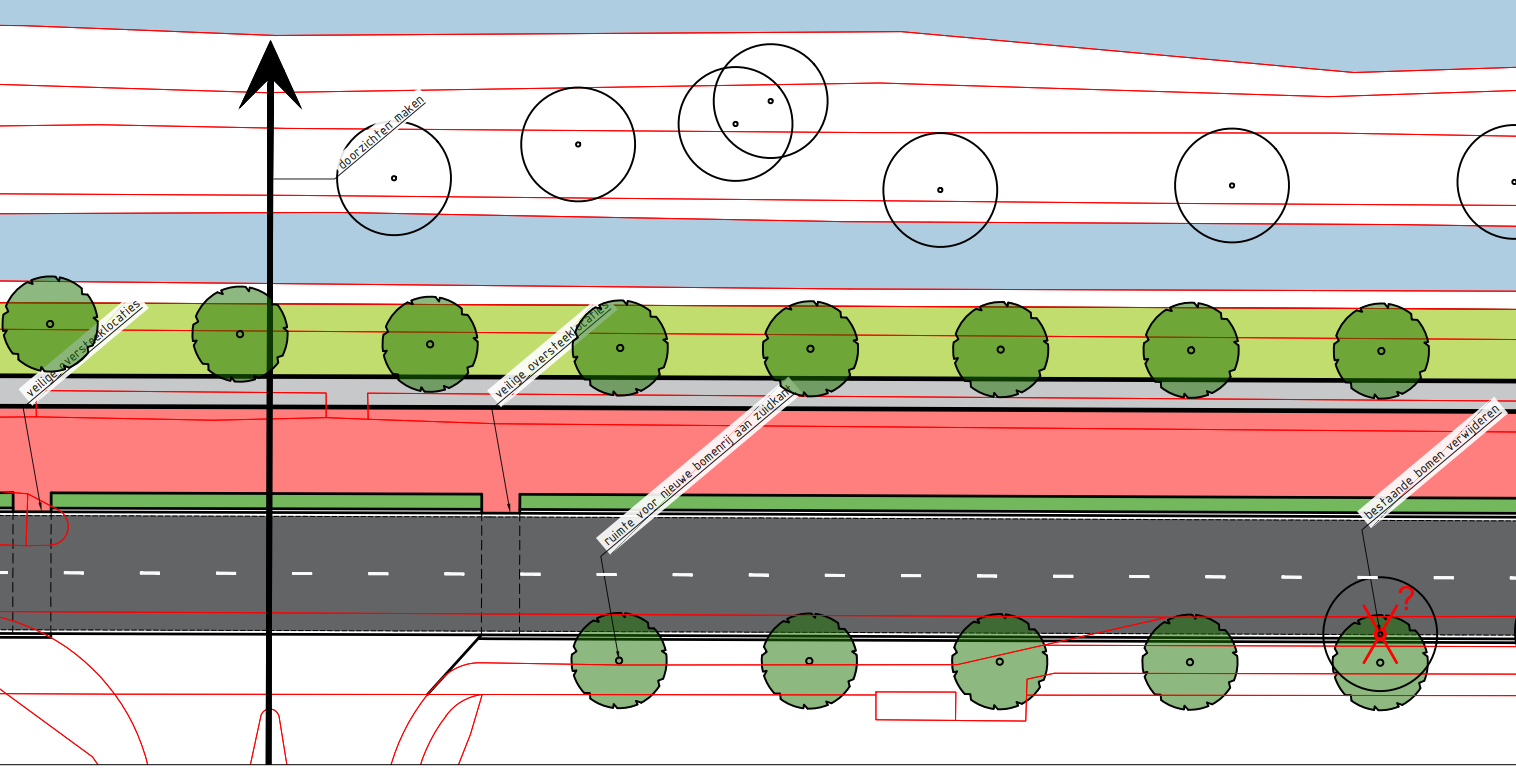 doorzichten maken
veilige oversteeklocaties
veilige oversteeklocaties
ruimte voor nieuwe bomenrij aan zuidkant
bestaande bomen verwijderen
?